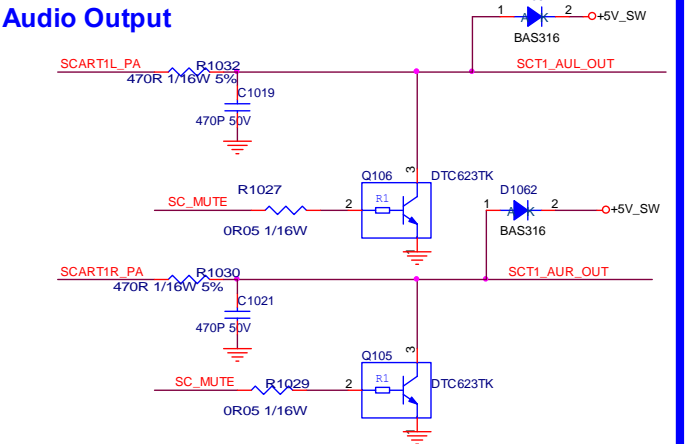 Audio Output
1 2 +5V_SW
BAS316
SCART1L_PA R1032 SCT1_AUL_OUT
470R 1/16W 5%
C1019
470P 50V
3
Q106 DTC623TK
R1027 D1062
SC_MUTE 2 R1 1 2 +5V_SW
0R05 1/16W BAS316
1
SCART1R_PA R1030 SCT1_AUR_OUT
470R 1/16W 5%
C1021
470P 50V
3
Q105
SC_MUTE R1029 2 R1 DTC623TK
0R05 1/16W
1